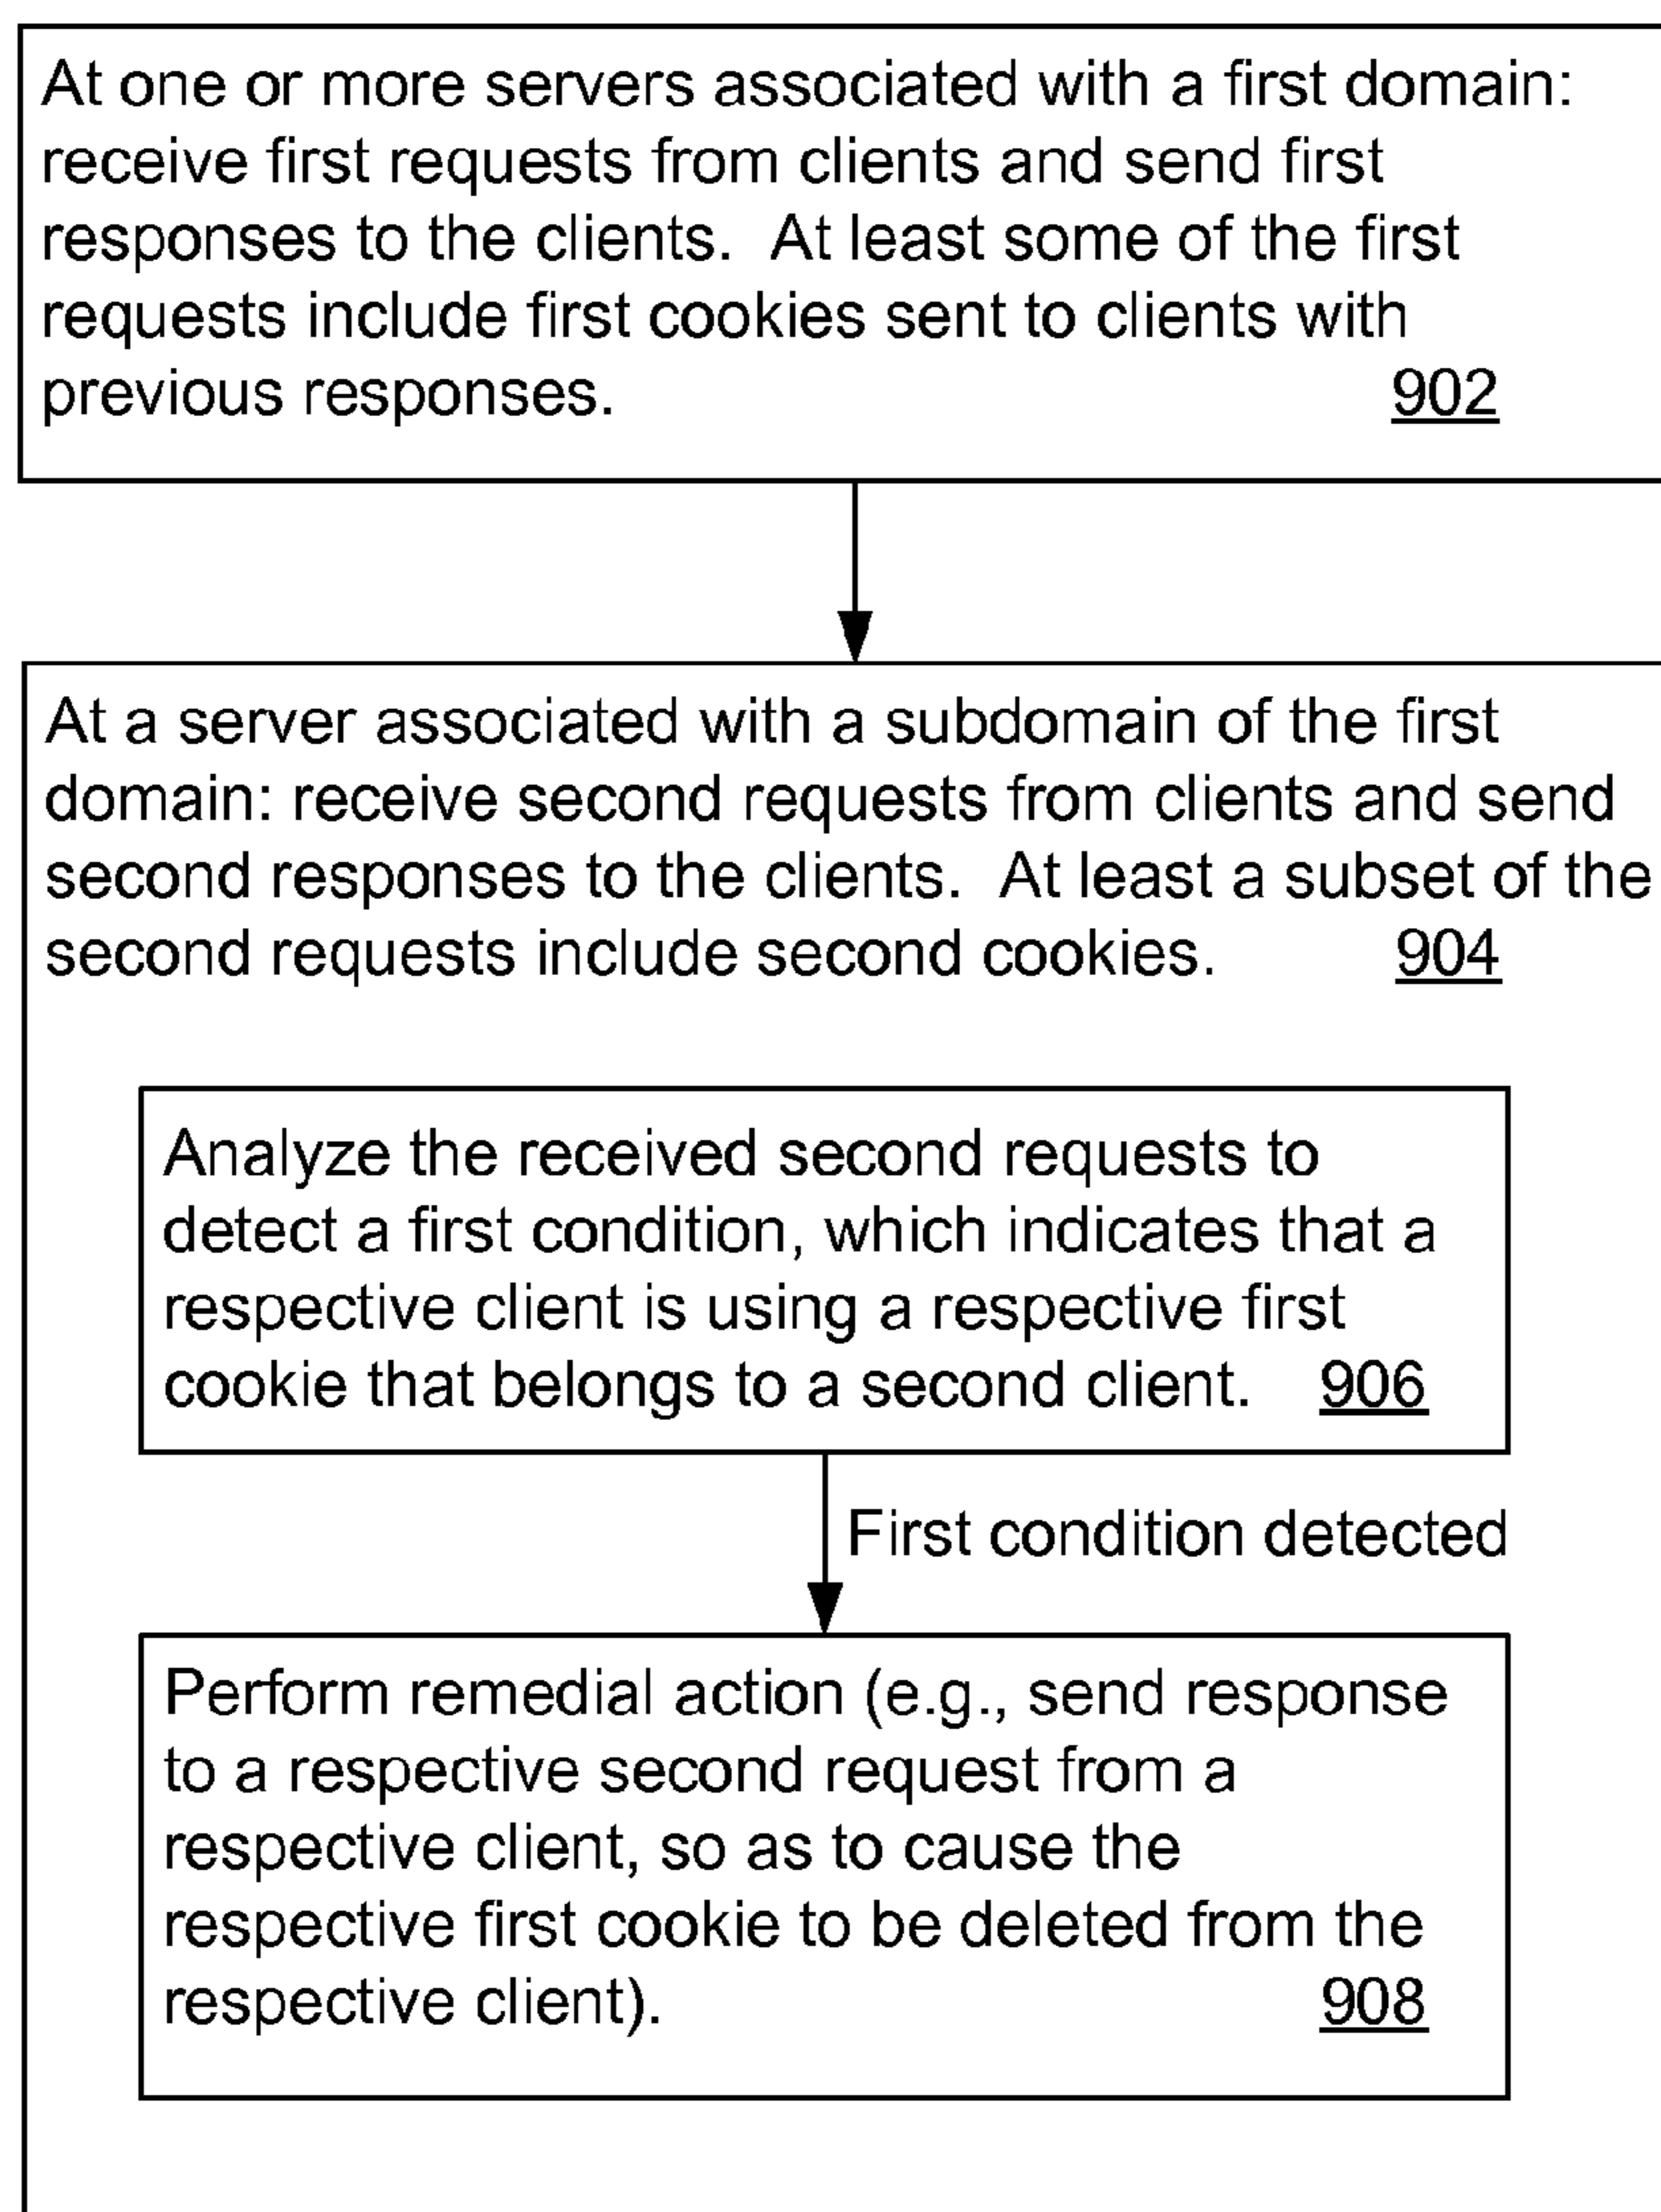 At one or more servers associated with a first domain:
receive first requests from clients and send first
responses to the clients.  At least some of the first
requests include first cookies sent to clients with
previous responses. 902
At a server associated with a subdomain of the first
domain: receive second requests from clients and send
second responses to the clients.  At least a subset of the
second requests include second cookies. 904
Analyze the received second requests to
detect a first condition, which indicates that a
respective client is using a respective first
cookie that belongs to a second client. 906
First condition detected
Perform remedial action (e.g., send response
to a respective second request from a
respective client, so as to cause the
respective first cookie to be deleted from the
respective client). 908